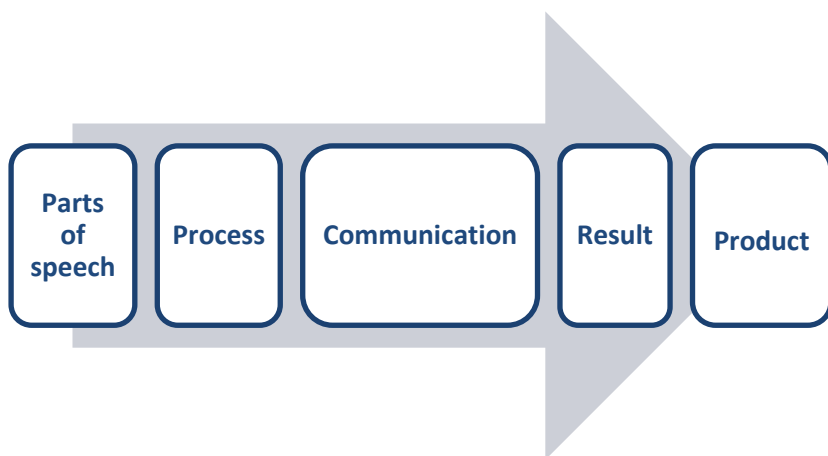 Parts
of
speech
Process
Communication
Result
Product